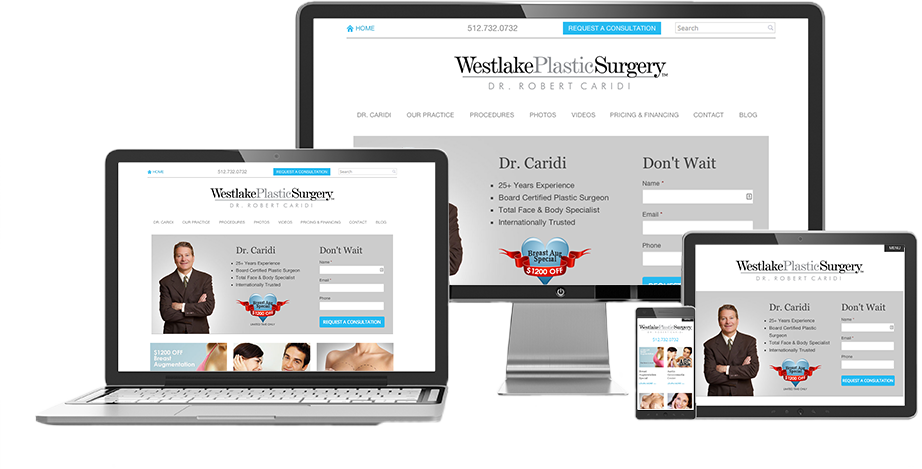 HOME 512.732.0732 REQUEST A CONSULTATION Search
WestlakePlasticSurgery™
DR. ROBERT CARIDI
DR. CARIDI OUR PRACTICE PROCEDURES PHOTOS VIDEOS PRICING & FINANCING CONTACT BLOG
Dr. Caridi
• 25+ Years Experience
• Board Certified Plastic Surgeon
• Total Face & Body Specialist
• Internationally Trusted
Breast Aug
Special
$1200 OFF
Don't Wait
Name *
Email *
Phone
HOME 512.732.0732 REQUEST A CONSULTATION Search
WestlakePlasticSurgery
DR. ROBERT CARIDI
DR. CARIDI OUR PRACTICE PROCEDURES PHOTOS VIDEOS PRICING & FINANCING CONTACT BLOG
Dr. Caridi
• 25+ Years Experience
• Board Certified Plastic Surgeon
• Total Face & Body Specialist
• Internationally Trusted
Breast Aug
Special
$1200 OFF
Don't Wait
Name *
Email *
Phone
REQUEST A CONSULTATION
$1200 OFF
Breast
Augmentation
WestlakePlasticSurgery
512.732.0732
MENU
WestlakePlasticSurgery
DR. ROBERT CARIDI
Dr. Caridi
• 25+ Years Experience
• Board Certified Plastic
Surgeon
• Total Face & Body Specialist
• Internationally Trusted
Breast Aug
Special
$1200 OFF
Don't Wait
Name *
Email *
Phone
REQUEST A CONSULTATION